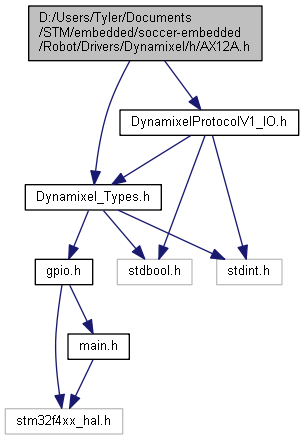 D:/Users/Tyler/Documents
/STM/embedded/soccer-embedded
/Robot/Drivers/Dynamixel/h/AX12A.h
DynamixelProtocolV1_IO.h
Dynamixel_Types.h
gpio.h
stdbool.h
stdint.h
main.h
stm32f4xx_hal.h